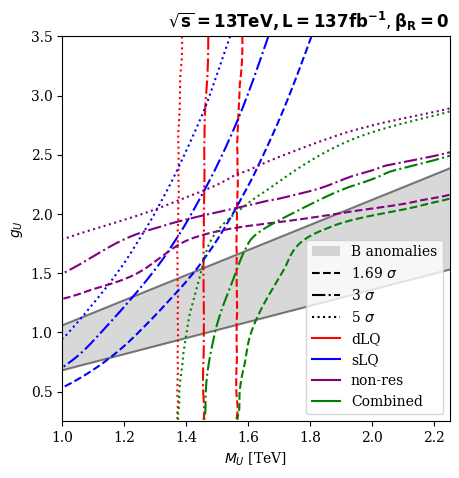 √s = 13TeV, L = 137fb⁻¹, β_R = 0
3.5
3.0
2.5
2.0
1.5
1.0
0.5
g_U
B anomalies
1.69 σ
3 σ
5 σ
dLQ
sLQ
non-res
Combined
1.0 1.2 1.4 1.6 1.8 2.0 2.2
M_U [TeV]